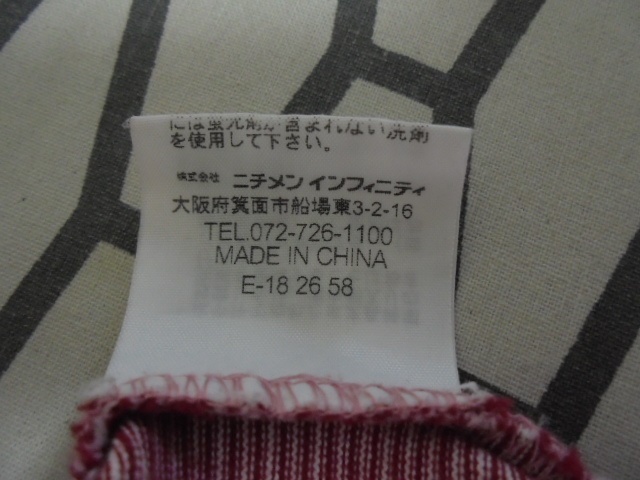 には蛍光剤が含まれない洗剤
を使用して下さい。
株式会社 ニチメン インフィニティ
大阪府箕面市船場東3-2-16
TEL.072-726-1100
MADE IN CHINA
E-18 26 58